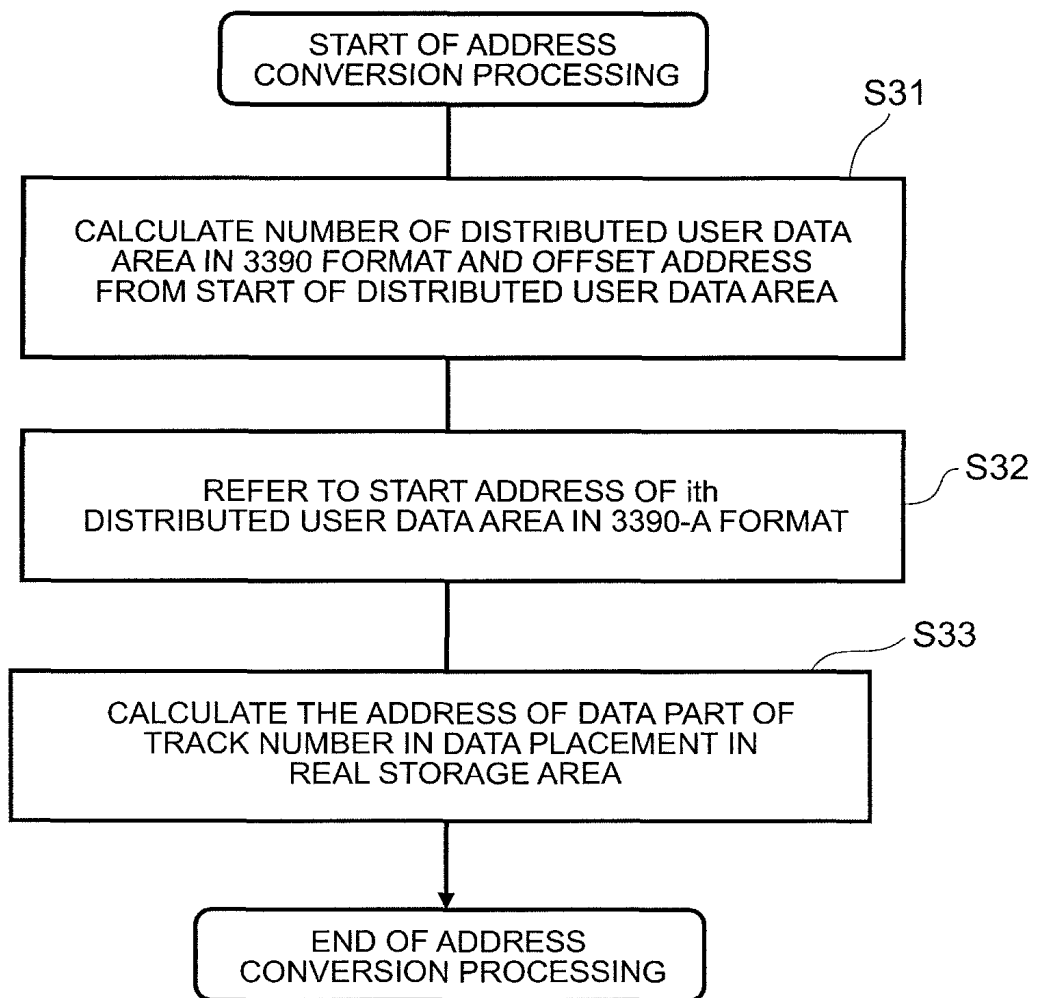 START OF ADDRESS
CONVERSION PROCESSING
S31
CALCULATE NUMBER OF DISTRIBUTED USER DATA
AREA IN 3390 FORMAT AND OFFSET ADDRESS
FROM START OF DISTRIBUTED USER DATA AREA
S32
REFER TO START ADDRESS OF ith
DISTRIBUTED USER DATA AREA IN 3390-A FORMAT
S33
CALCULATE THE ADDRESS OF DATA PART OF
TRACK NUMBER IN DATA PLACEMENT IN
REAL STORAGE AREA
END OF ADDRESS
CONVERSION PROCESSING